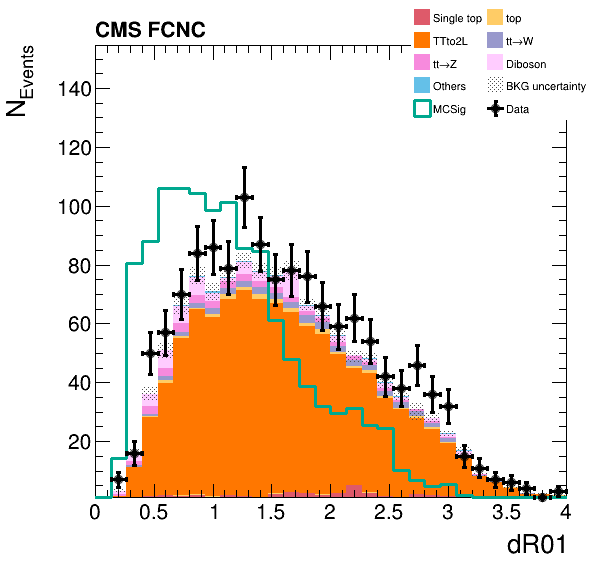 CMS FCNC
Single top
top
TTto2L
tt→W
tt→Z
Diboson
Others
BKG uncertainty
MCSig
Data
N_Events
140
120
100
80
60
40
20
0 0.5 1 1.5 2 2.5 3 3.5 4
dR01